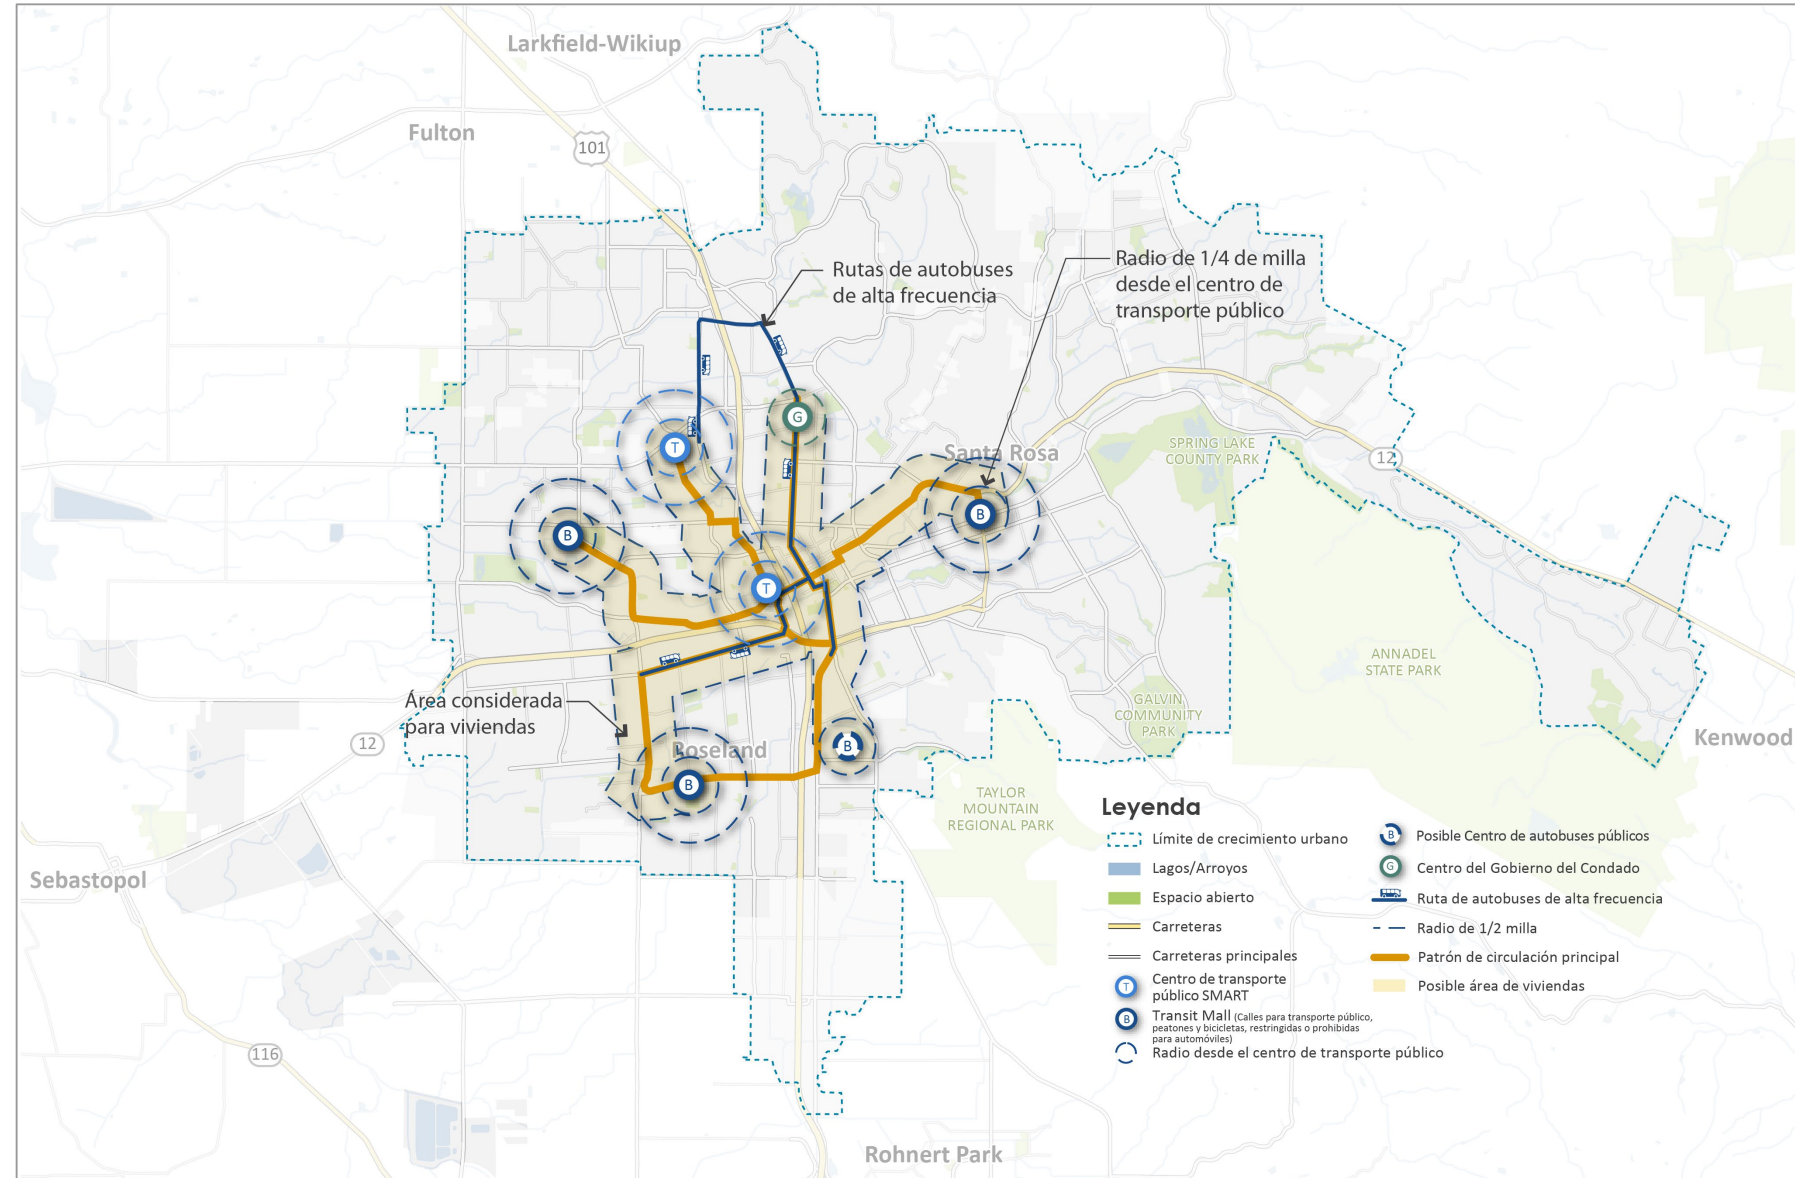 Larkfield-Wikiup
Fulton
101
Rutas de autobuses
de alta frecuencia
Radio de 1/4 de milla
desde el centro de
transporte público
G
T
Santa Rosa
SPRING LAKE
COUNTY PARK
12
B
B
T
ANNADEL
STATE PARK
Área considerada
para viviendas
GALVIN
COMMUNITY
PARK
12
Kenwood
Roseland
B
B
TAYLOR
MOUNTAIN
REGIONAL PARK
Sebastopol
116
Rohnert Park
Leyenda
Límite de crecimiento urbano
Lagos/Arroyos
Espacio abierto
Carreteras
Carreteras principales
T Centro de transporte
público SMART
B Transit Mall (Calles para transporte público,
peatones y bicicletas, restringidas o prohibidas
para automóviles)
Radio desde el centro de transporte público
B Posible Centro de autobuses públicos
G Centro del Gobierno del Condado
Ruta de autobuses de alta frecuencia
Radio de 1/2 milla
Patrón de circulación principal
Posible área de viviendas